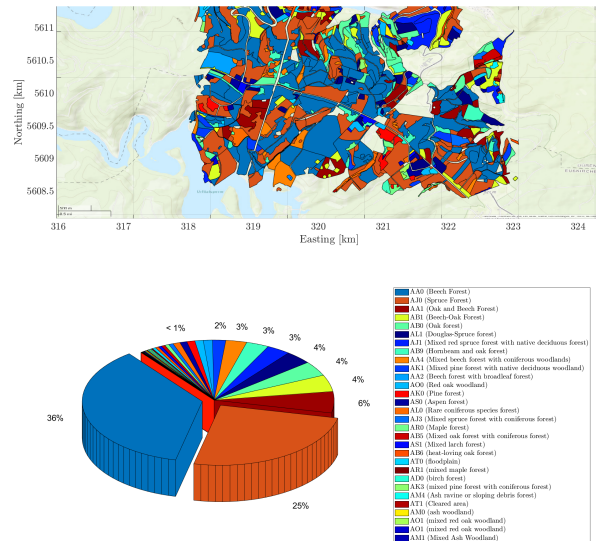 5611
5610.5
5610
5609.5
5609
5608.5
Northing [km]
316 317 318 319 320 321 322 323 324
Easting [km]
< 1% 2% 3% 3% 3% 4% 4% 4% 6%
36%
25%
AA0 (Beech Forest)
AJ0 (Spruce Forest)
AA1 (Oak and Beech Forest)
AB1 (Beech-Oak Forest)
AB0 (Oak forest)
AL1 (Douglas-Spruce forest)
AJ1 (Mixed red spruce forest with native deciduous forest)
AB9 (Hornbeam and oak forest)
AA4 (Mixed beech forest with coniferous woodlands)
AK1 (Mixed pine forest with native deciduous woodland)
AA2 (Beech forest with broadleaf forest)
AO0 (Red oak woodland)
AK0 (Pine forest)
AS0 (Aspen forest)
AL0 (Rare coniferous species forest)
AJ3 (Mixed spruce forest with coniferous forest)
AR0 (Maple forest)
AB5 (Mixed oak forest with coniferous forest)
AS1 (Mixed larch forest)
AB6 (heat-loving oak forest)
AT0 (floodplain)
AR1 (mixed maple forest)
AD0 (birch forest)
AK3 (mixed pine forest with coniferous forest)
AM4 (Ash ravine or sloping debris forest)
AT1 (Cleared area)
AM0 (ash woodland)
AO1 (mixed red oak woodland)
AO1 (mixed red oak woodland)
AM1 (Mixed Ash Woodland)